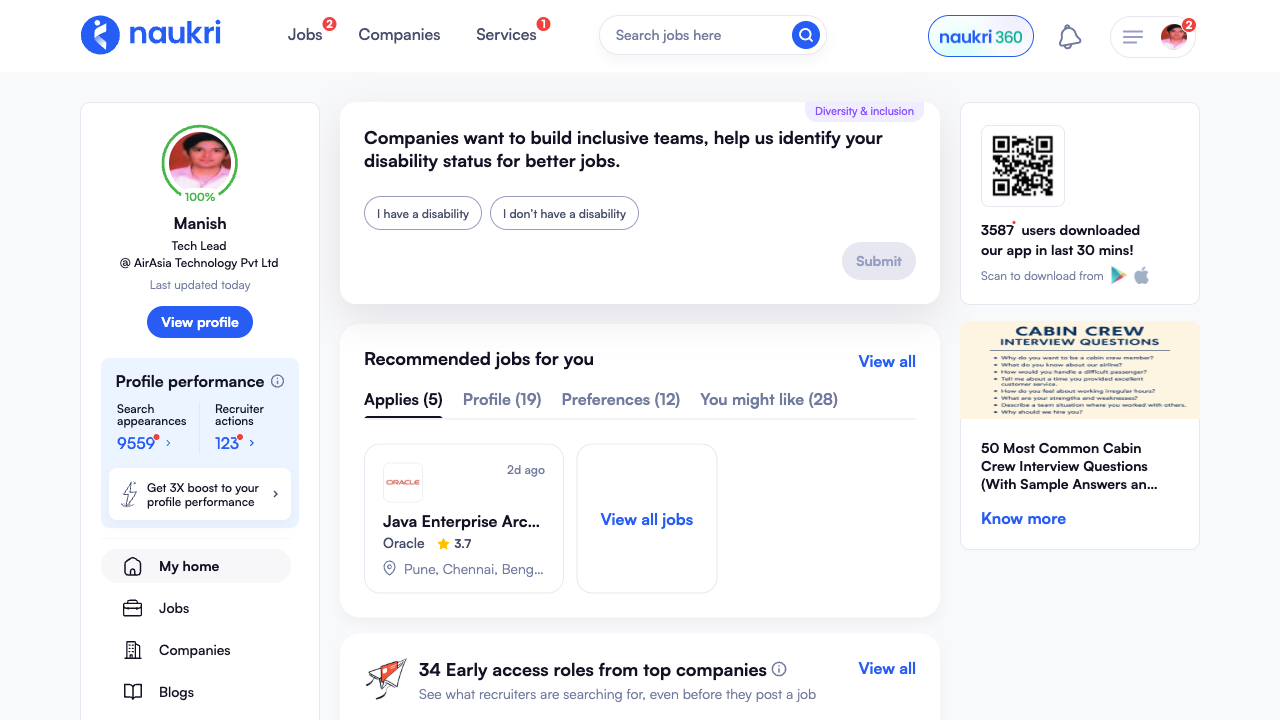 naukri
Jobs
2
Companies
Services
1
Search jobs here
naukri 360
2
100%
Manish
Tech Lead
@ AirAsia Technology Pvt Ltd
Last updated today
View profile
Profile performance
Search
appearances
9559
Recruiter
actions
123
Get 3X boost to your
profile performance
My home
Jobs
Companies
Blogs
Diversity & inclusion
Companies want to build inclusive teams, help us identify your
disability status for better jobs.
I have a disability
I don't have a disability
Submit
Recommended jobs for you
View all
Applies (5)
Profile (19)
Preferences (12)
You might like (28)
ORACLE
2d ago
Java Enterprise Arc...
Oracle
3.7
Pune, Chennai, Beng...
View all jobs
34 Early access roles from top companies
View all
See what recruiters are searching for, even before they post a job
3587 users downloaded
our app in last 30 mins!
Scan to download from
CABIN CREW
INTERVIEW QUESTIONS
Why do you want to be a cabin crew member?
What do you know about our airline?
How would you handle a difficult passenger?
Tell me about a time you provided excellent
customer service.
How do you feel about working irregular hours?
What are your strengths and weaknesses?
Describe a team situation where you worked with others.
Why should we hire you?
50 Most Common Cabin
Crew Interview Questions
(With Sample Answers an...
Know more